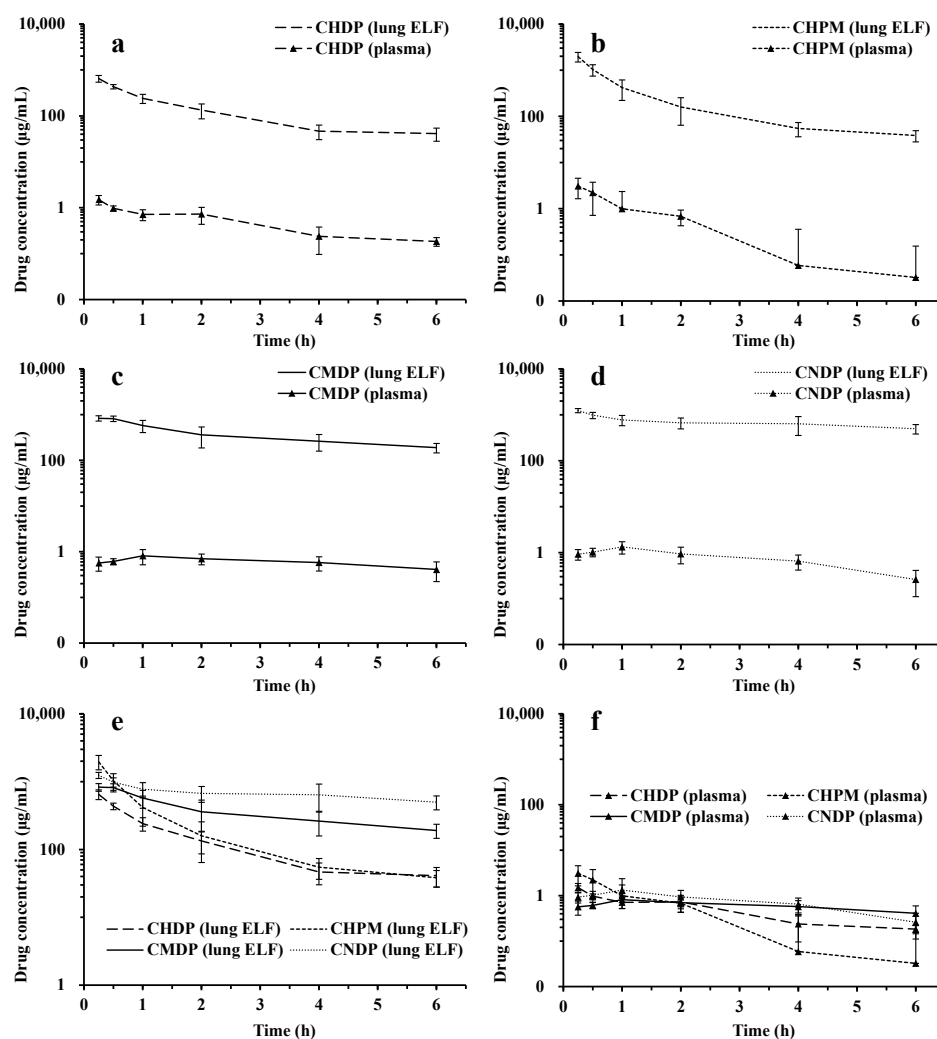 a
CHDP (lung ELF)
CHDP (plasma)
Drug concentration (µg/mL)
10,000
100
1
0
0 1 2 3 4 5 6
Time (h)
b
CHPM (lung ELF)
CHPM (plasma)
Drug concentration (µg/mL)
10,000
100
1
0
0 1 2 3 4 5 6
Time (h)
c
CMDP (lung ELF)
CMDP (plasma)
Drug concentration (µg/mL)
10,000
100
1
0
0 1 2 3 4 5 6
Time (h)
d
CNDP (lung ELF)
CNDP (plasma)
Drug concentration (µg/mL)
10,000
100
1
0
0 1 2 3 4 5 6
Time (h)
e
Drug concentration (µg/mL)
10,000
100
1
CHDP (lung ELF) CHPM (lung ELF)
CMDP (lung ELF) CNDP (lung ELF)
0 1 2 3 4 5 6
Time (h)
f
Drug concentration (µg/mL)
10,000
100
1
0
CHDP (plasma) CHPM (plasma)
CMDP (plasma) CNDP (plasma)
0 1 2 3 4 5 6
Time (h)